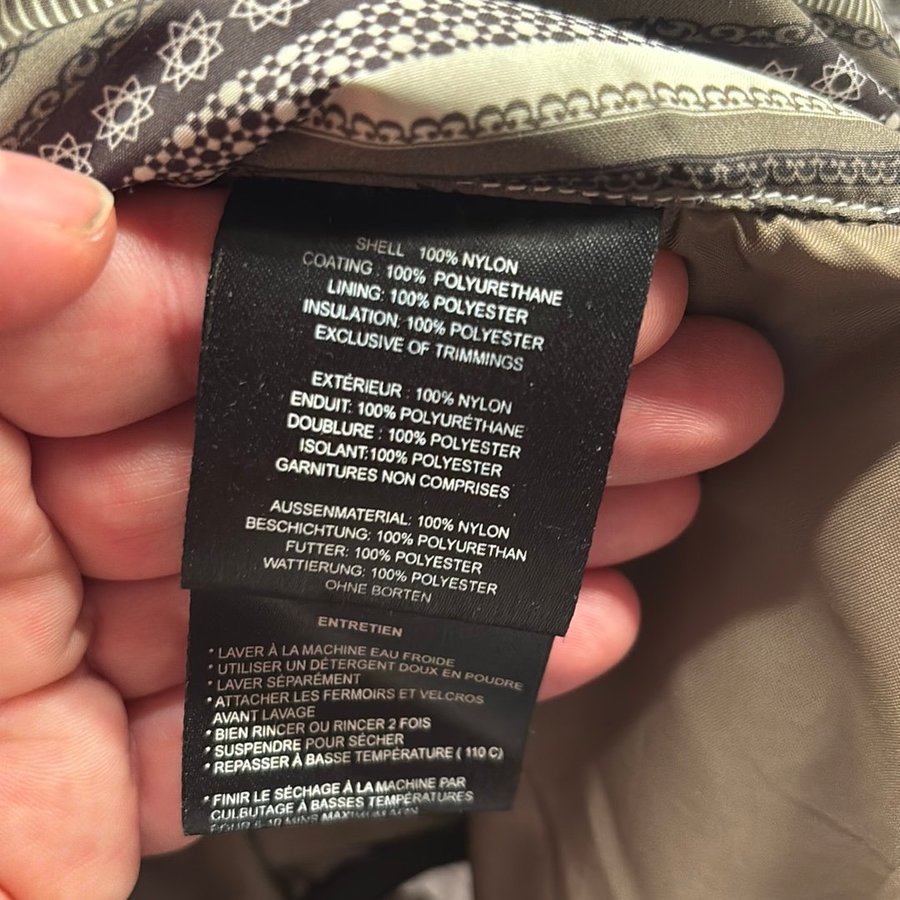 SHELL 100% NYLON
COATING 100% POLYURETHANE
LINING: 100% POLYESTER
INSULATION: 100% POLYESTER
EXCLUSIVE OF TRIMMINGS
EXTÉRIEUR : 100% NYLON
ENDUIT: 100% POLYURÉTHANE
DOUBLURE : 100% POLYESTER
ISOLANT:100% POLYESTER
GARNITURES NON COMPRISES
AUSSENMATERIAL: 100% NYLON
BESCHICHTUNG: 100% POLYURETHAN
FUTTER: 100% POLYESTER
WATTIERUNG: 100% POLYESTER
OHNE BORTEN
ENTRETIEN
* LAVER À LA MACHINE EAU FROIDE
* UTILISER UN DÉTERGENT DOUX EN POUDRE
* LAVER SÉPARÉMENT
* ATTACHER LES FERMOIRS ET VELCROS
AVANT LAVAGE
* BIEN RINCER OU RINCER 2 FOIS
* SUSPENDRE POUR SÉCHER
* REPASSER À BASSE TEMPÉRATURE ( 110 C)
* FINIR LE SÉCHAGE À LA MACHINE PAR
CULBUTAGE À BASSES TEMPÉRATURES
POUR MINS